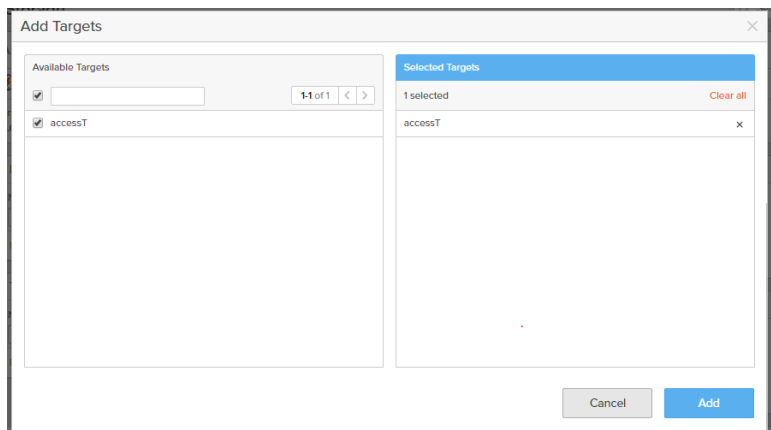 Add Targets
Available Targets
1-1 of 1
accessT
Selected Targets
1 selected
Clear all
accessT
Cancel
Add